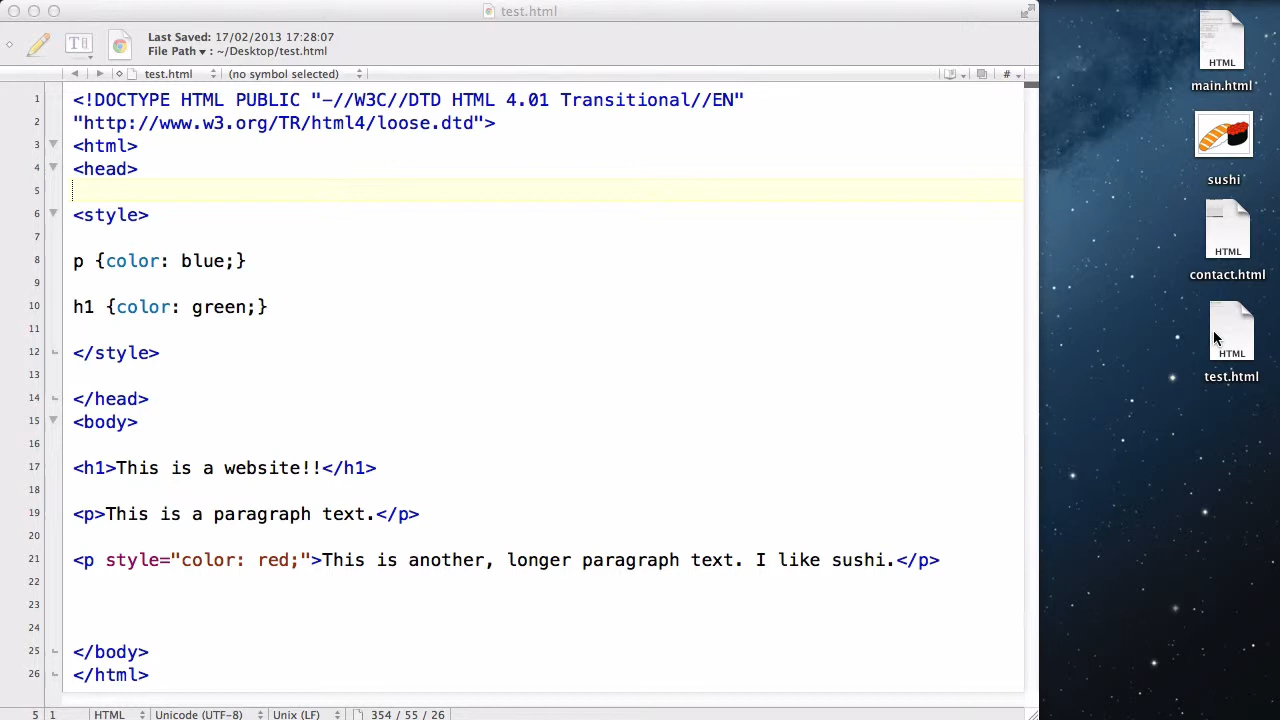 test.html
Last Saved: 17/02/2013 17:28:07
File Path ▾ : ~/Desktop/test.html
test.html
(no symbol selected)
#
1 <!DOCTYPE HTML PUBLIC "-//W3C//DTD HTML 4.01 Transitional//EN"
2 "http://www.w3.org/TR/html4/loose.dtd">
3 <html>
4 <head>
5
6 <style>
7
8 p {color: blue;}
9
10 h1 {color: green;}
11
12 </style>
13
14 </head>
15 <body>
16
17 <h1>This is a website!!</h1>
18
19 <p>This is a paragraph text.</p>
20
21 <p style="color: red;">This is another, longer paragraph text. I like sushi.</p>
22
23
24
25 </body>
26 </html>
5 1 HTML Unicode (UTF-8) Unix (LF) 354 / 55 / 26
HTML
main.html
sushi
HTML
contact.html
HTML
test.html